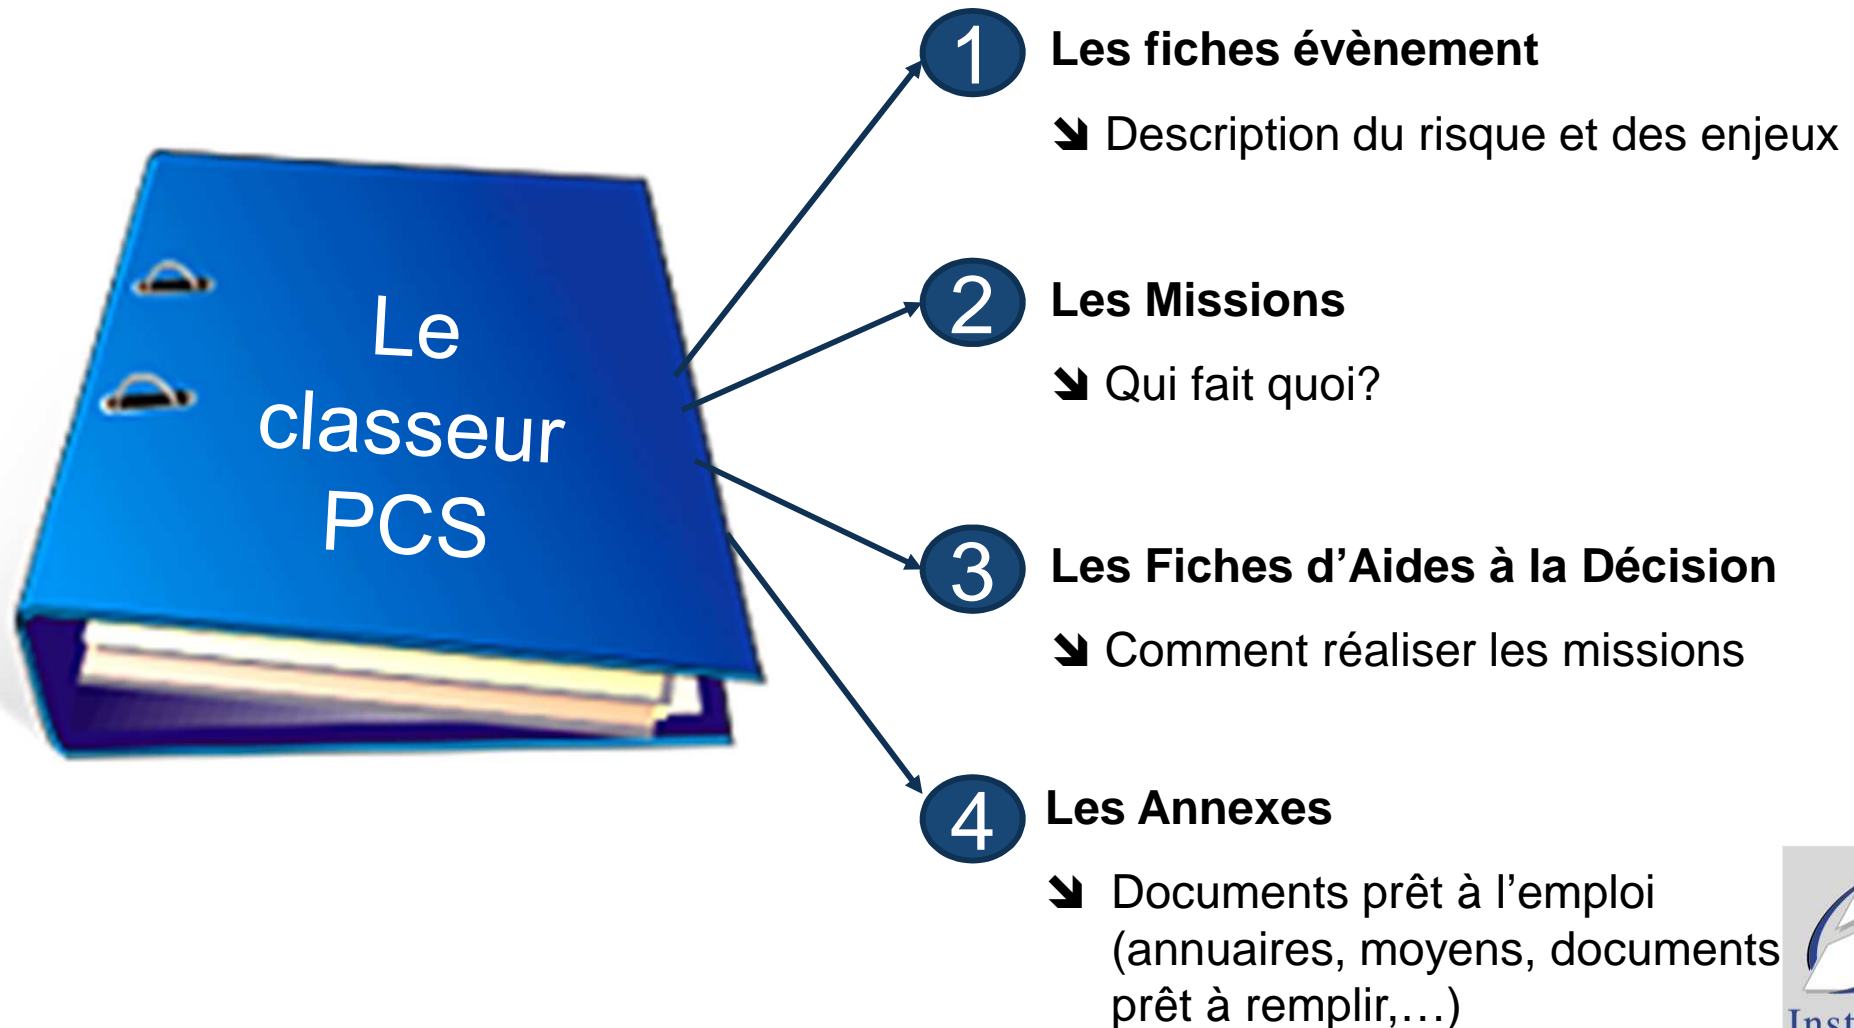 Le
classeur
PCS
1 Les fiches évènement
Description du risque et des enjeux
2 Les Missions
Qui fait quoi?
3 Les Fiches d’Aides à la Décision
Comment réaliser les missions
4 Les Annexes
Documents prêt à l’emploi
(annuaires, moyens, documents
prêt à remplir,…)